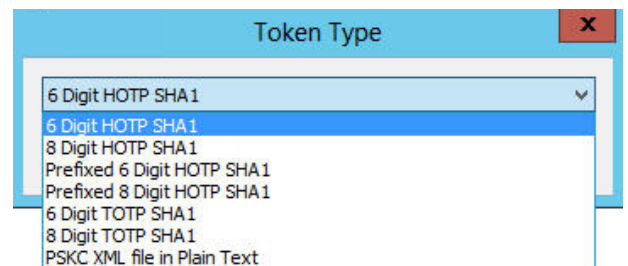 Token Type
x
6 Digit HOTP SHA1
6 Digit HOTP SHA1
8 Digit HOTP SHA1
Prefixed 6 Digit HOTP SHA1
Prefixed 8 Digit HOTP SHA1
6 Digit TOTP SHA1
8 Digit TOTP SHA1
PSKC XML file in Plain Text